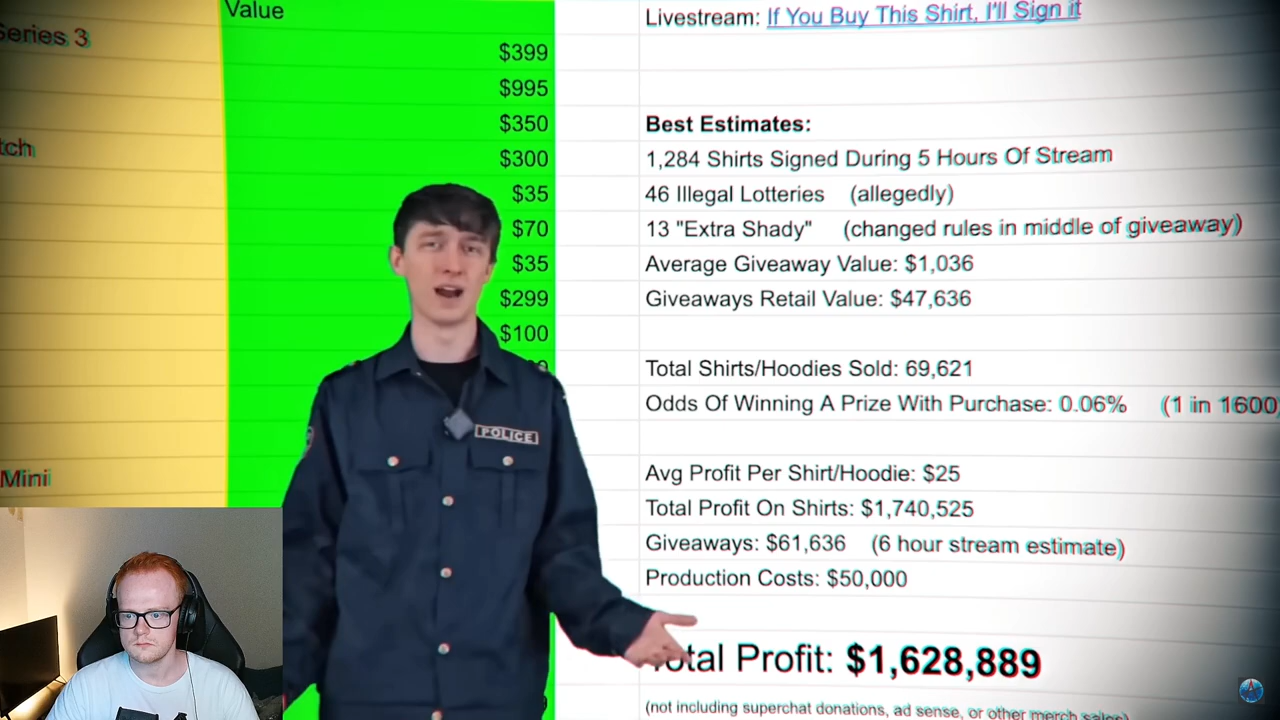 Value
Series 3
$399
$995
$350
tch
$300
$35
$70
$35
$299
$100
Mini
POLICE
Livestream: If You Buy This Shirt, I'll Sign it
Best Estimates:
1,284 Shirts Signed During 5 Hours Of Stream
46 Illegal Lotteries (allegedly)
13 "Extra Shady" (changed rules in middle of giveaway)
Average Giveaway Value: $1,036
Giveaways Retail Value: $47,636
Total Shirts/Hoodies Sold: 69,621
Odds Of Winning A Prize With Purchase: 0.06% (1 in 1600
Avg Profit Per Shirt/Hoodie: $25
Total Profit On Shirts: $1,740,525
Giveaways: $61,636 (6 hour stream estimate)
Production Costs: $50,000
Total Profit: $1,628,889
(not including superchat donations, ad sense, or other merch sales)